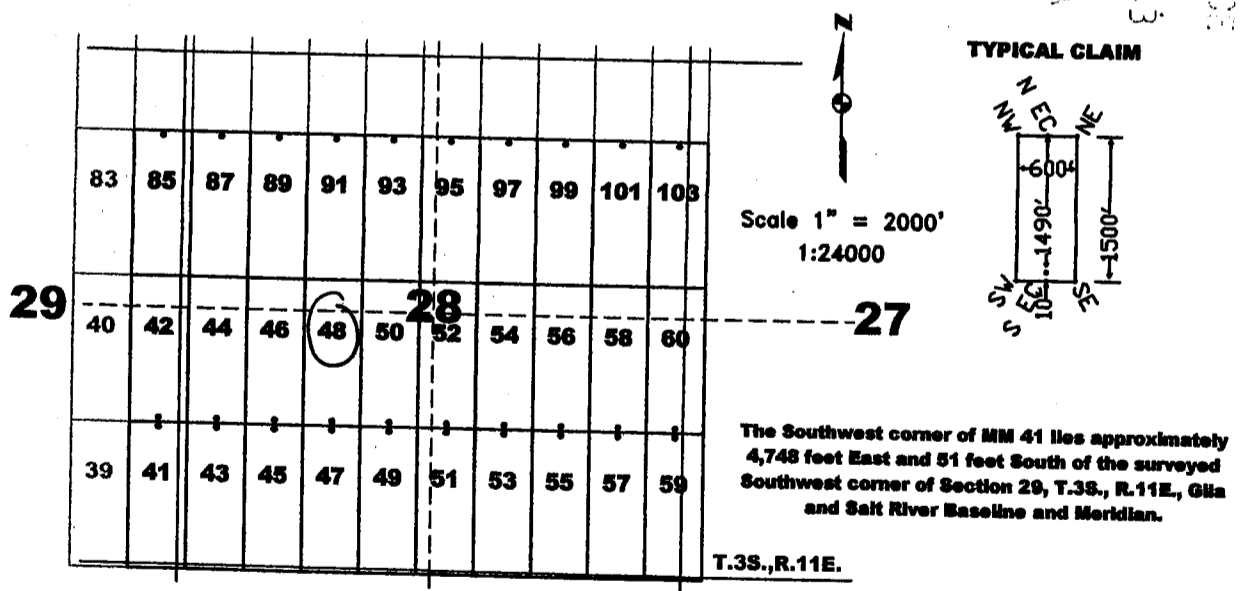 TYPICAL CLAIM
N
N EC
NW
NE
600'
1490'
1500'
10'
SW
S EC
SE
Scale 1" = 2000'
1:24000
83 85 87 89 91 93 95 97 99 101 103
29 28 27
40 42 44 46 48 50 52 54 56 58 60
39 41 43 45 47 49 51 53 55 57 59
The Southwest corner of MM 41 lies approximately
4,748 feet East and 51 feet South of the surveyed
Southwest corner of Section 29, T.3S., R.11E., Gila
and Salt River Baseline and Meridian.
T.3S.,R.11E.